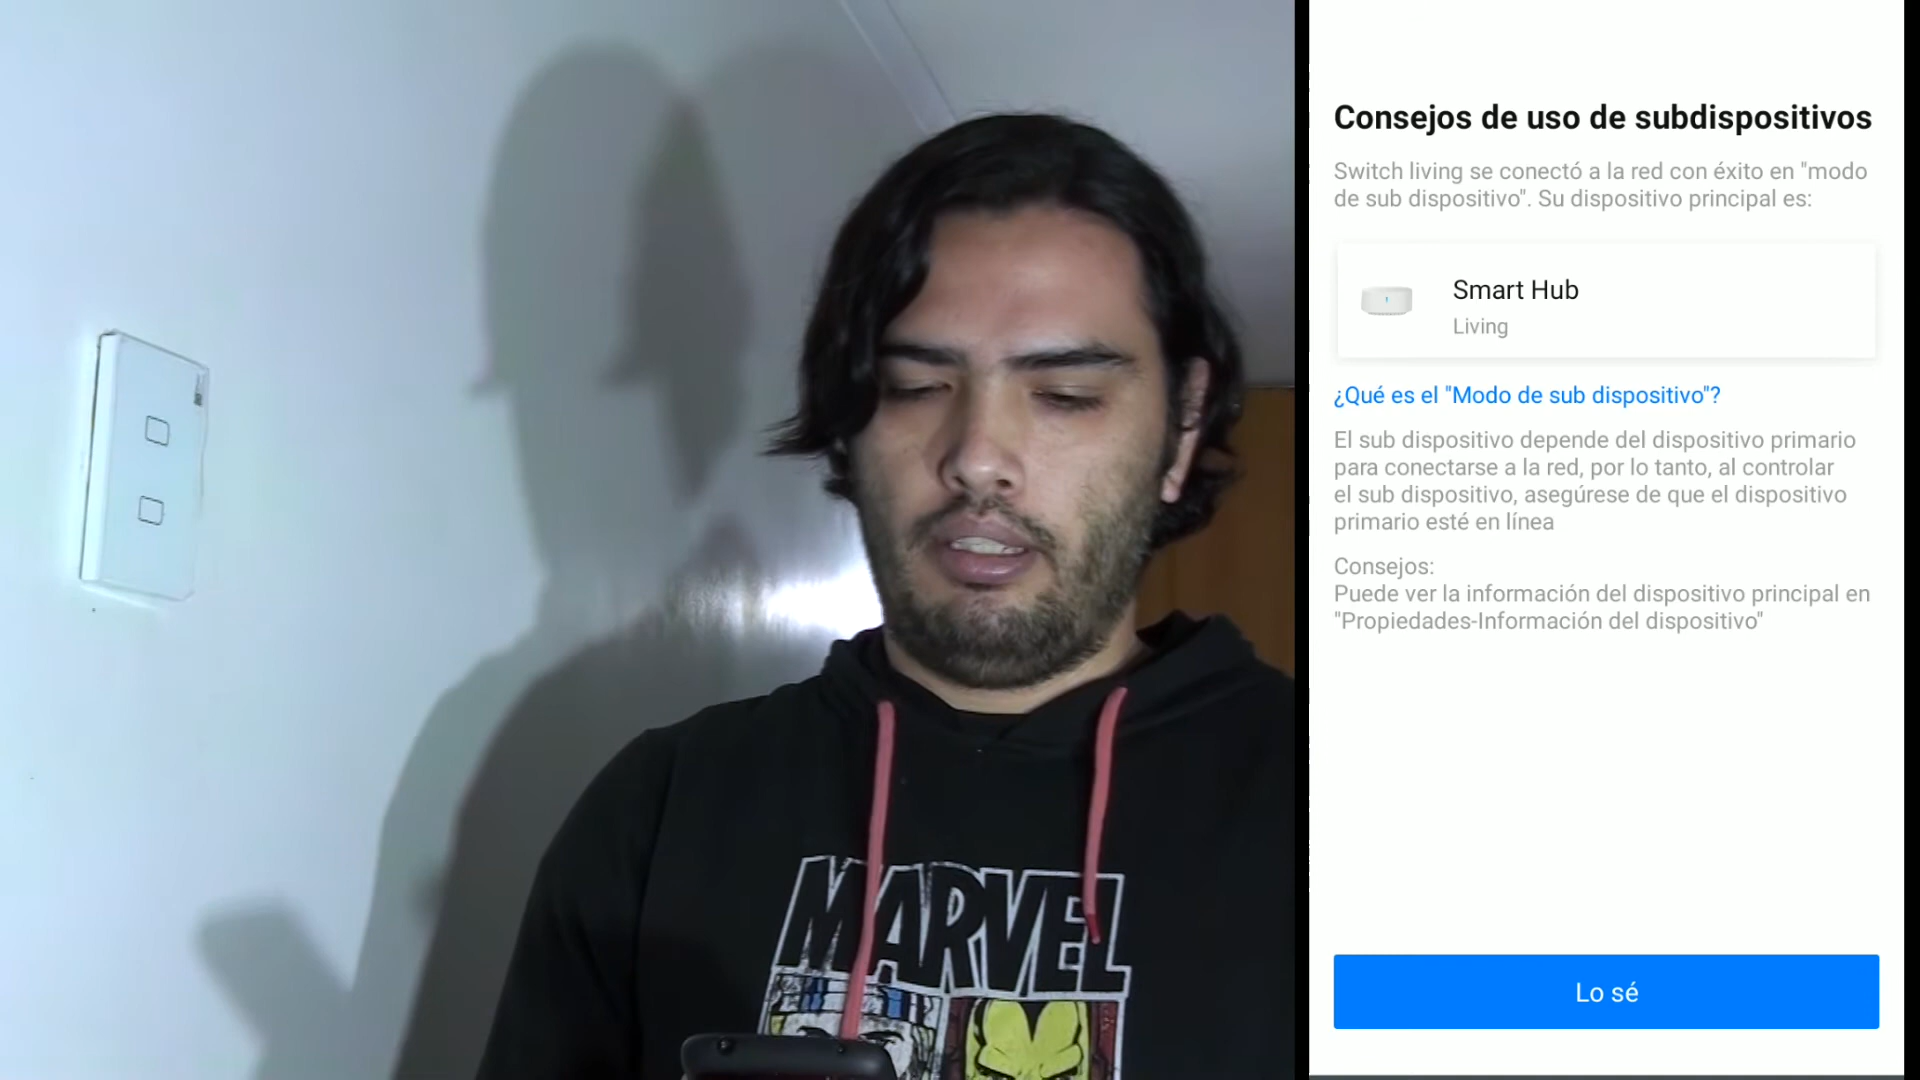 Consejos de uso de subdispositivos
Switch living se conectó a la red con éxito en "modo
de sub dispositivo". Su dispositivo principal es:
Smart Hub
Living
¿Qué es el "Modo de sub dispositivo"?
El sub dispositivo depende del dispositivo primario
para conectarse a la red, por lo tanto, al controlar
el sub dispositivo, asegúrese de que el dispositivo
primario esté en línea
Consejos:
Puede ver la información del dispositivo principal en
"Propiedades-Información del dispositivo"
Lo sé
MARVEL